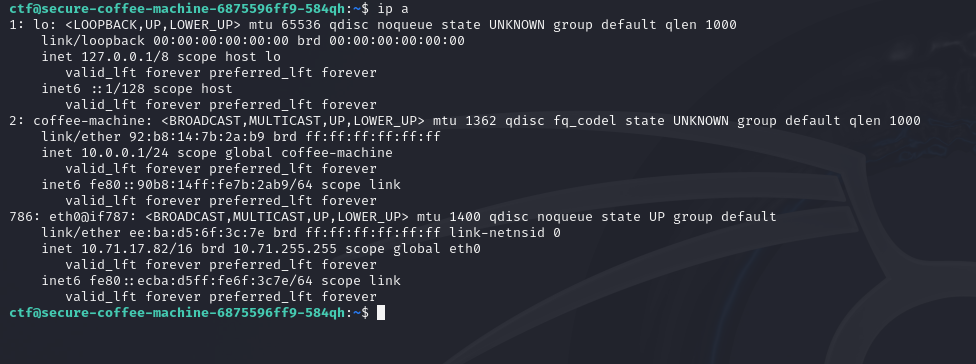 ctf@secure-coffee-machine-6875596ff9-584qh:~$ ip a
1: lo: <LOOPBACK,UP,LOWER_UP> mtu 65536 qdisc noqueue state UNKNOWN group default qlen 1000
    link/loopback 00:00:00:00:00:00 brd 00:00:00:00:00:00
    inet 127.0.0.1/8 scope host lo
       valid_lft forever preferred_lft forever
    inet6 ::1/128 scope host
       valid_lft forever preferred_lft forever
2: coffee-machine: <BROADCAST,MULTICAST,UP,LOWER_UP> mtu 1362 qdisc fq_codel state UNKNOWN group default qlen 1000
    link/ether 92:b8:14:7b:2a:b9 brd ff:ff:ff:ff:ff:ff
    inet 10.0.0.1/24 scope global coffee-machine
       valid_lft forever preferred_lft forever
    inet6 fe80::90b8:14ff:fe7b:2ab9/64 scope link
       valid_lft forever preferred_lft forever
786: eth0@if787: <BROADCAST,MULTICAST,UP,LOWER_UP> mtu 1400 qdisc noqueue state UP group default
    link/ether ee:ba:d5:6f:3c:7e brd ff:ff:ff:ff:ff:ff link-netnsid 0
    inet 10.71.17.82/16 brd 10.71.255.255 scope global eth0
       valid_lft forever preferred_lft forever
    inet6 fe80::ecba:d5ff:fe6f:3c7e/64 scope link
       valid_lft forever preferred_lft forever
ctf@secure-coffee-machine-6875596ff9-584qh:~$